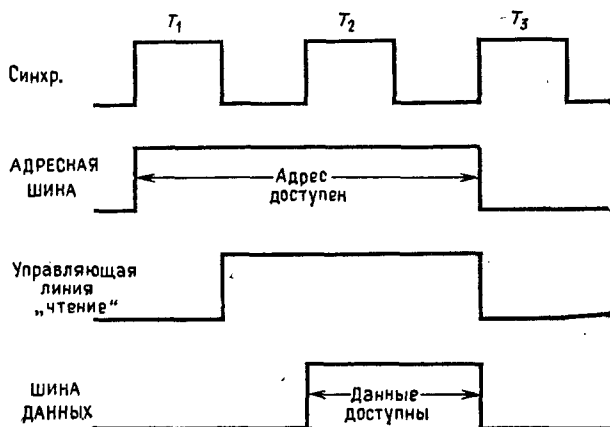 T₁ T₂ T₃
Синхр.
АДРЕСНАЯ
ШИНА
Адрес
доступен
Управляющая
линия
„чтение“
ШИНА
ДАННЫХ
Данные
доступны